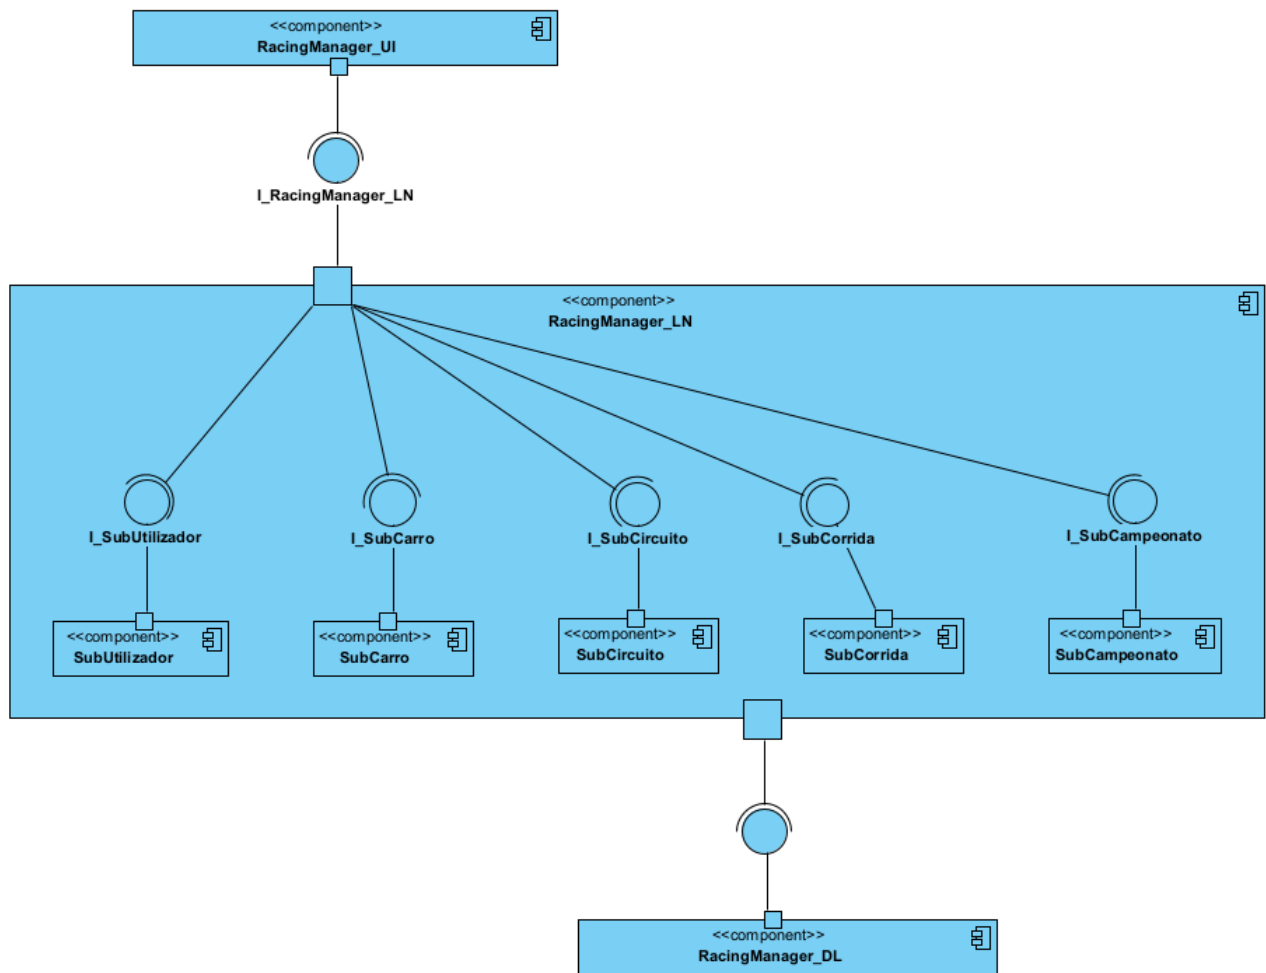 <<component>>
RacingManager_UI
I_RacingManager_LN
<<component>>
RacingManager_LN
I_SubUtilizador
I_SubCarro
I_SubCircuito
I_SubCorrida
I_SubCampeonato
<<component>>
SubUtilizador
<<component>>
SubCarro
<<component>>
SubCircuito
<<component>>
SubCorrida
<<component>>
SubCampeonato
<<component>>
RacingManager_DL